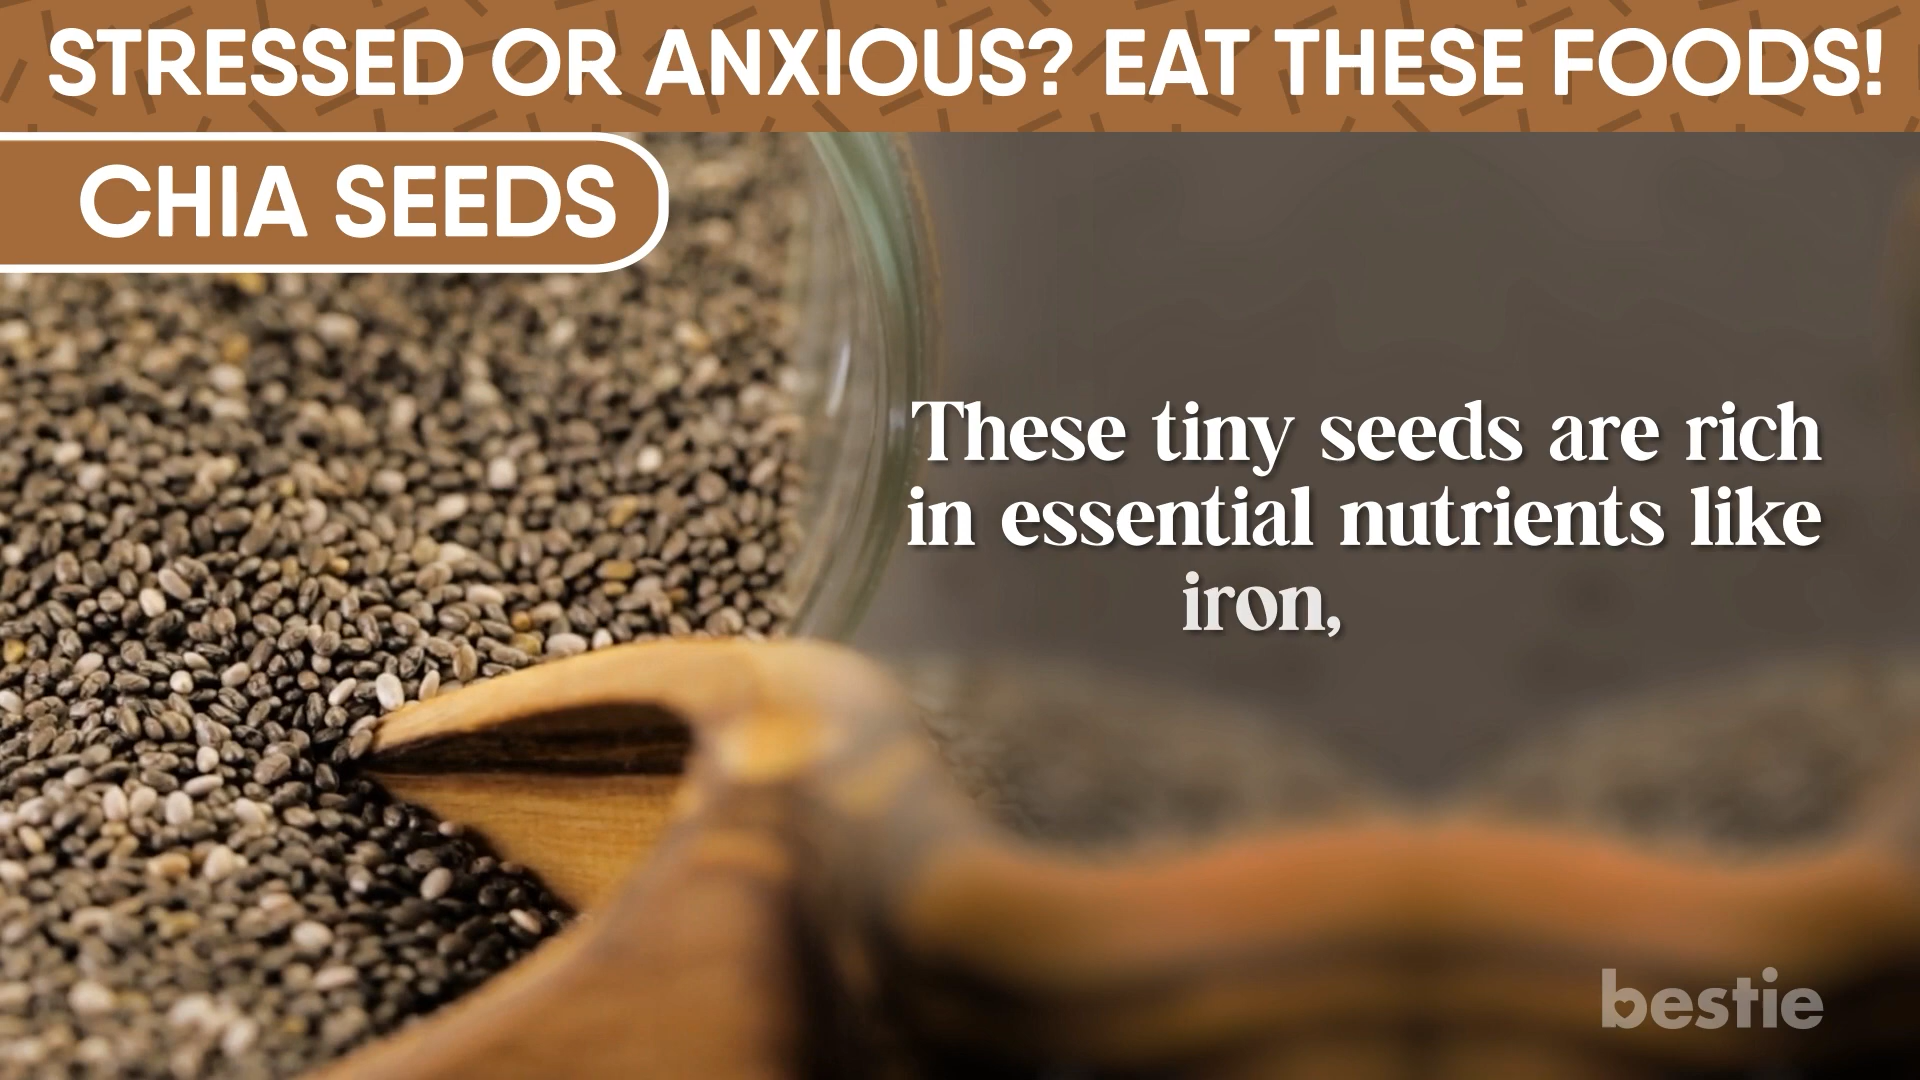 STRESSED OR ANXIOUS? EAT THESE FOODS!
CHIA SEEDS
These tiny seeds are rich
in essential nutrients like
iron,
bestie